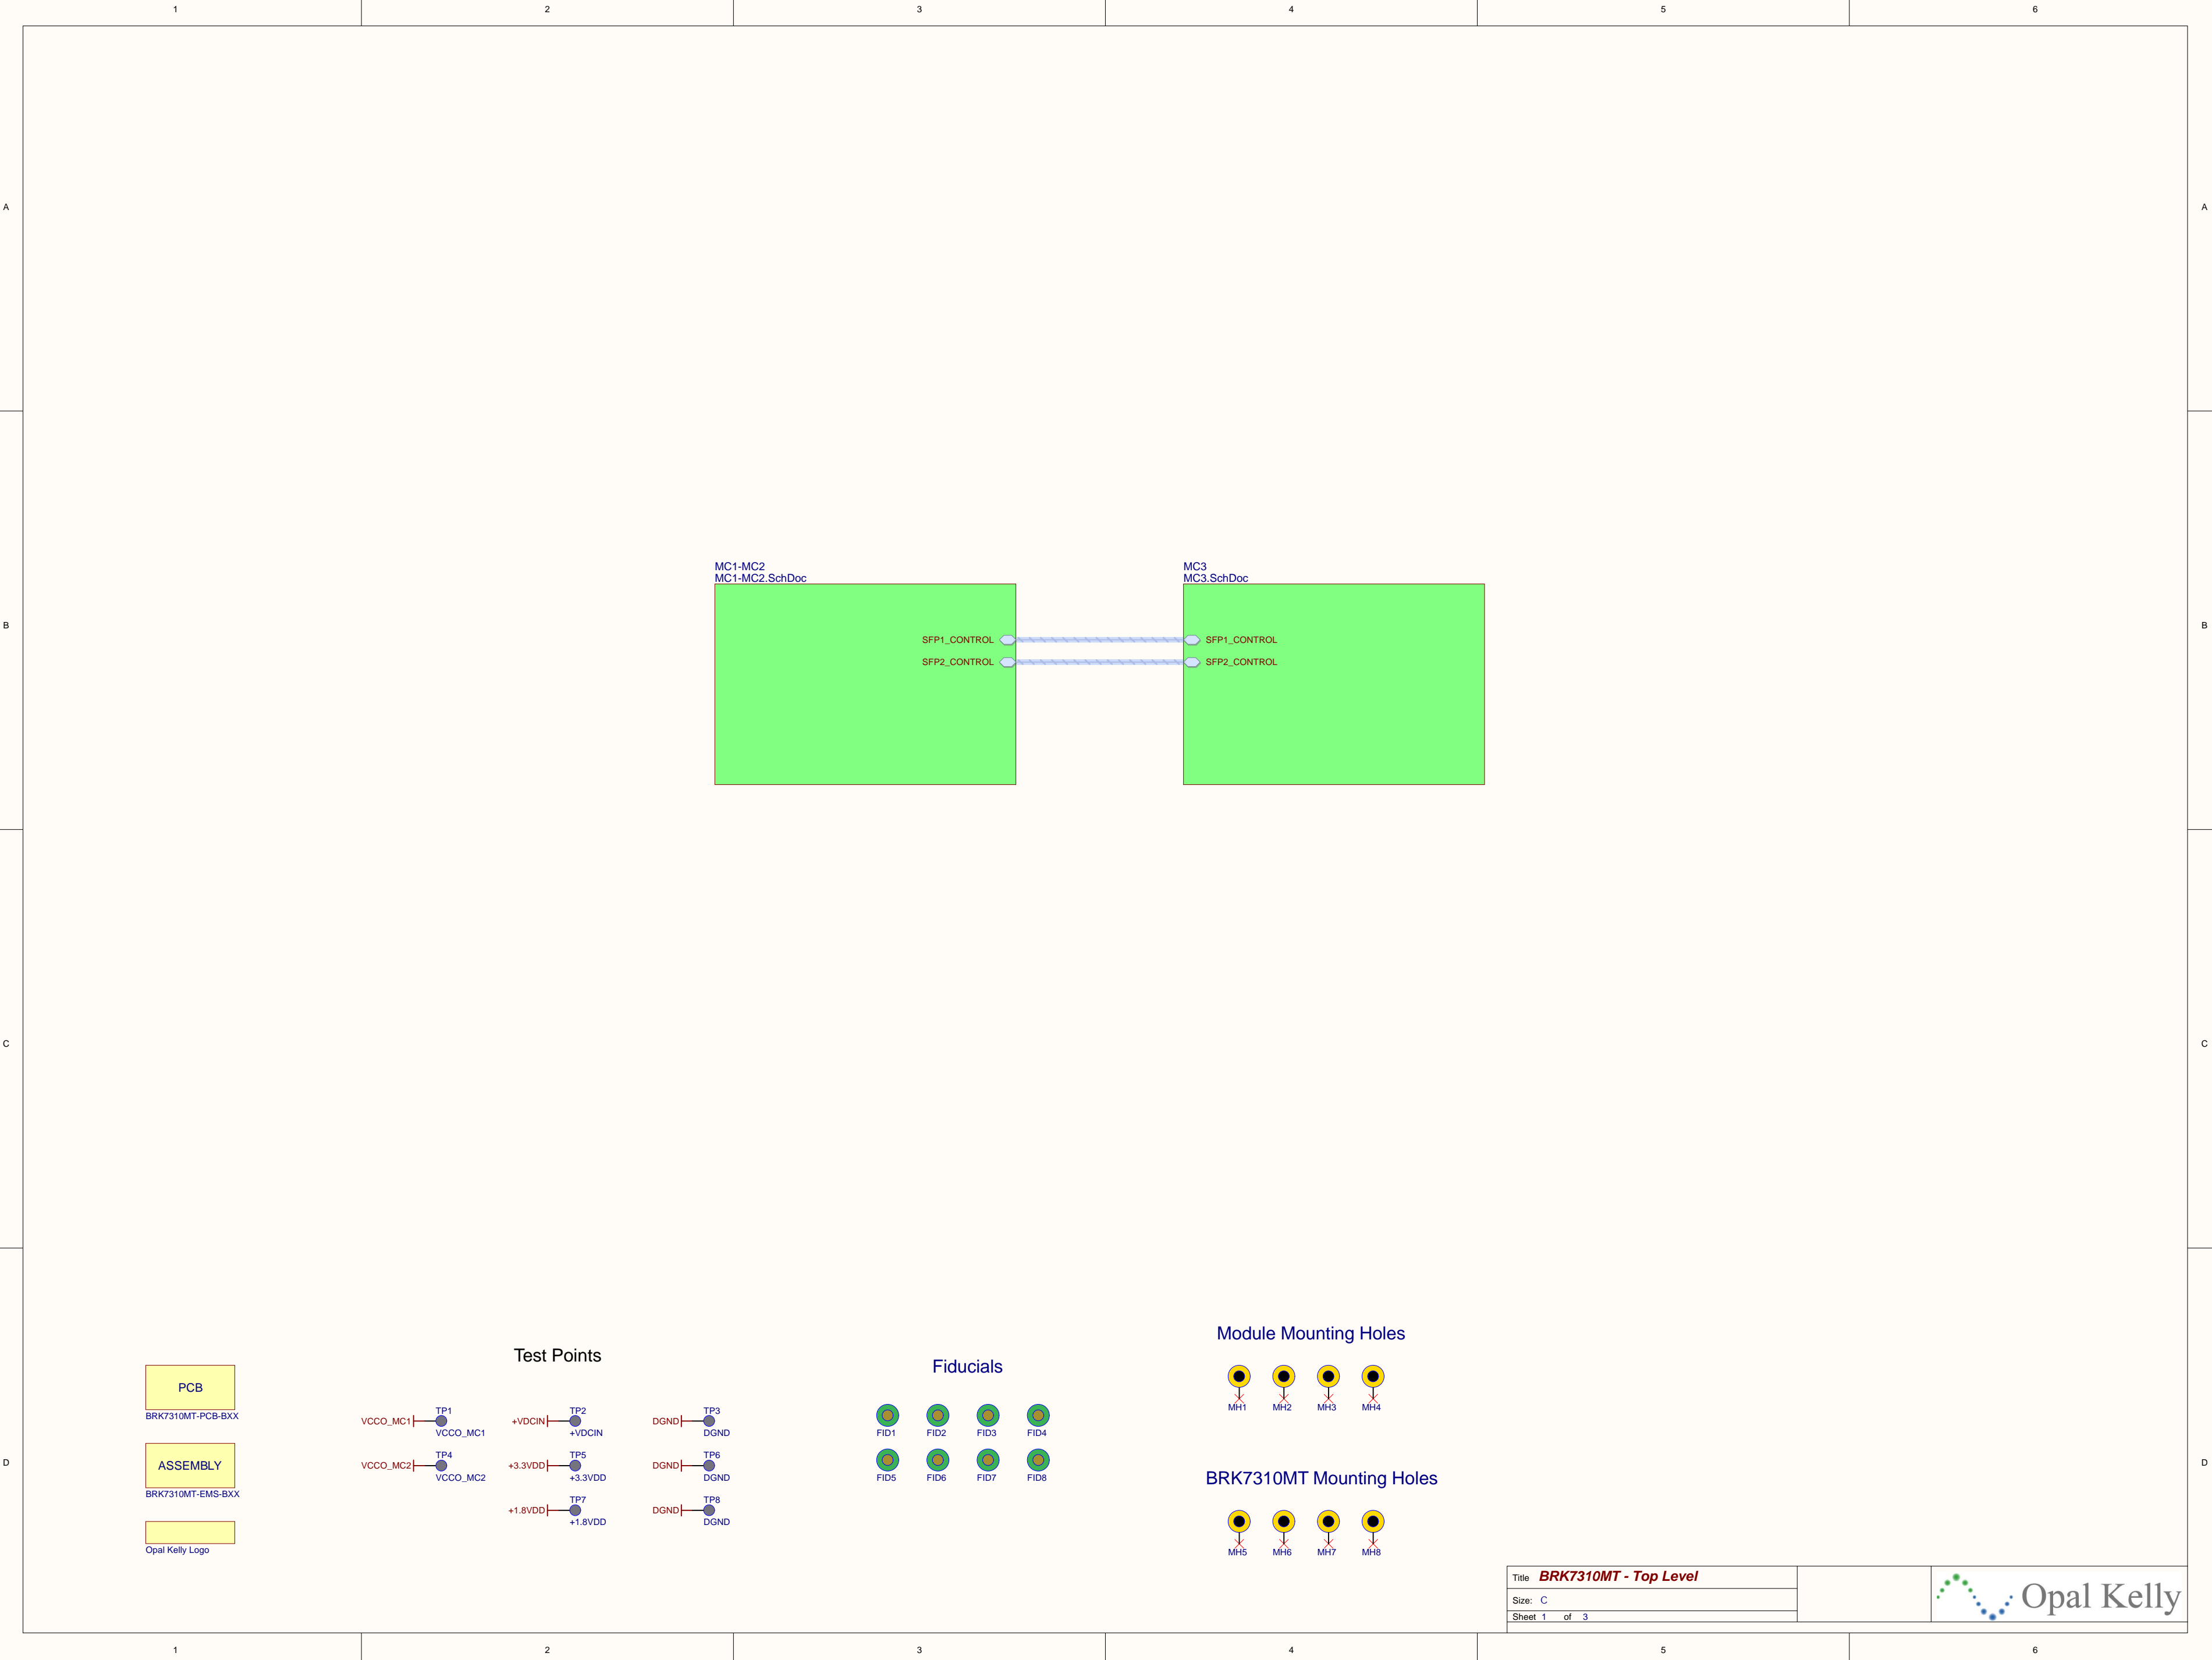 1 2 3 4 5 6
A A
MC1-MC2
MC1-MC2.SchDoc
MC3
MC3.SchDoc
B B
SFP1_CONTROL SFP1_CONTROL
SFP2_CONTROL SFP2_CONTROL
C C
Module Mounting Holes
MH1 MH2 MH3 MH4
BRK7310MT Mounting Holes
MH5 MH6 MH7 MH8
Test Points
Fiducials
FID1 FID2 FID3 FID4
FID5 FID6 FID7 FID8
PCB
BRK7310MT-PCB-BXX
ASSEMBLY
BRK7310MT-EMS-BXX
Opal Kelly Logo
TP1 TP2 TP3
VCCO_MC1 +VDCIN DGND
VCCO_MC1 +VDCIN DGND
TP4 TP5 TP6
VCCO_MC2 +3.3VDD DGND
VCCO_MC2 +3.3VDD DGND
TP7 TP8
+1.8VDD DGND
+1.8VDD DGND
D D
Title BRK7310MT - Top Level
Size: C
Sheet 1 of 3
Opal Kelly
1 2 3 4 5 6